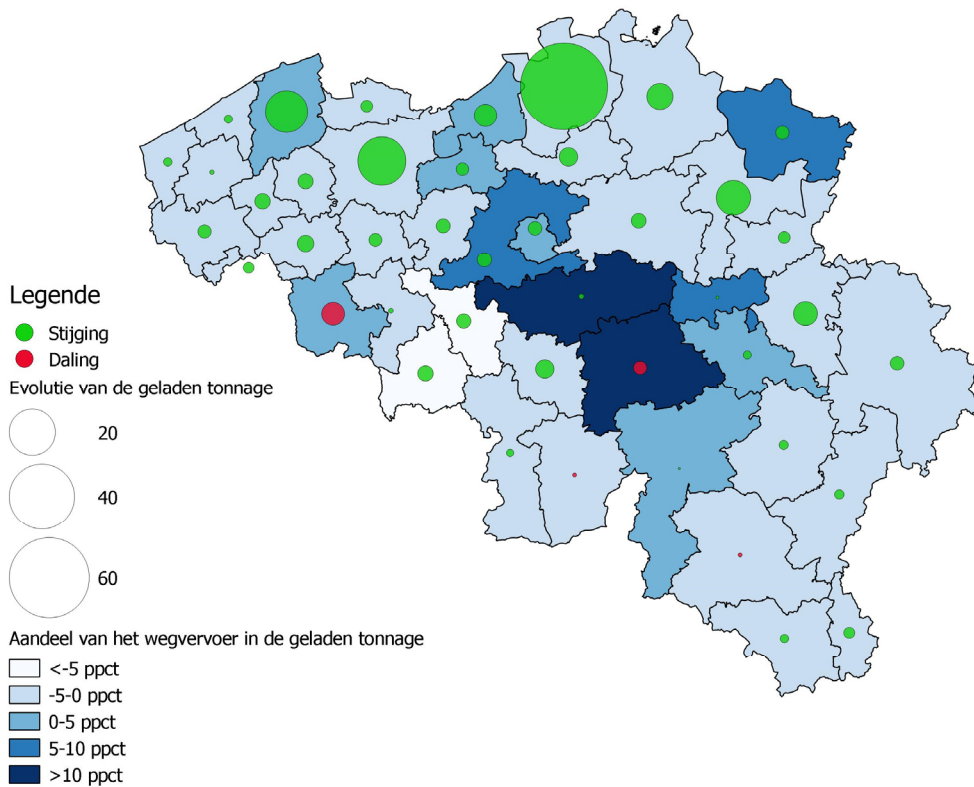 Legende
Stijging
Daling
Evolutie van de geladen tonnage
20
40
60
Aandeel van het wegvervoer in de geladen tonnage
<-5 ppct
-5-0 ppct
0-5 ppct
5-10 ppct
>10 ppct